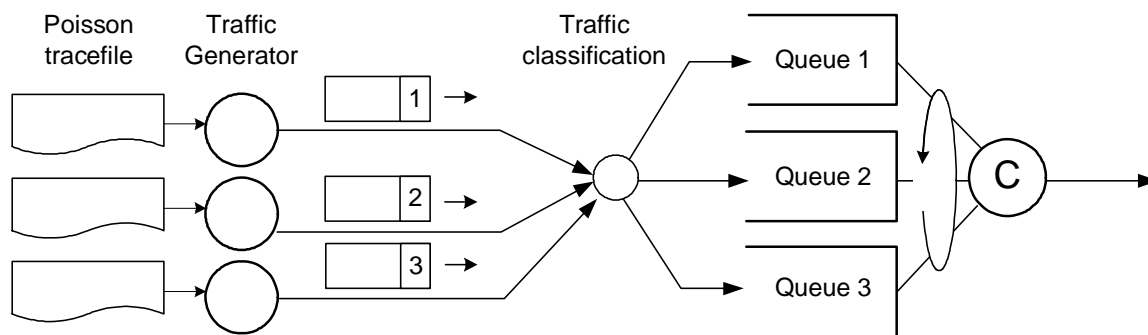 Poisson
tracefile
Traffic
Generator
1
2
3
Traffic
classification
Queue 1
Queue 2
Queue 3
C